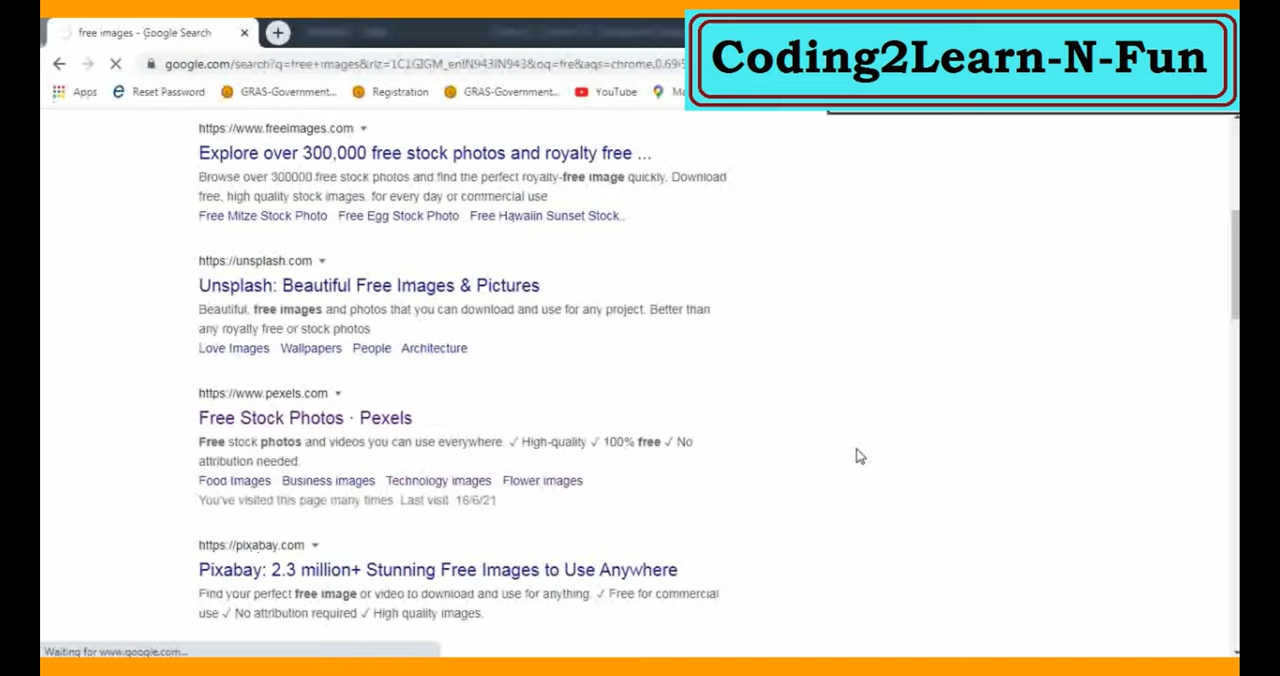 free images - Google Search
Coding2Learn-N-Fun
google.com/search?q=free+images&rlz=1C1GIGM_enIN943IN943&oq=fre&aqs=chrome.0.69i5
Apps Reset Password GRAS-Government... Registration GRAS-Government... YouTube Ma
https://www.freeimages.com
Explore over 300,000 free stock photos and royalty free ...
Browse over 300000 free stock photos and find the perfect royalty-free image quickly. Download
free, high quality stock images, for every day or commercial use
Free Mitze Stock Photo Free Egg Stock Photo Free Hawaiin Sunset Stock..
https://unsplash.com
Unsplash: Beautiful Free Images & Pictures
Beautiful, free images and photos that you can download and use for any project. Better than
any royalty free or stock photos
Love Images Wallpapers People Architecture
https://www.pexels.com
Free Stock Photos · Pexels
Free stock photos and videos you can use everywhere. ✓ High-quality ✓ 100% free ✓ No
attribution needed.
Food Images Business images Technology images Flower images
You've visited this page many times. Last visit 16/6/21
https://pixabay.com
Pixabay: 2.3 million+ Stunning Free Images to Use Anywhere
Find your perfect free image or video to download and use for anything. ✓ Free for commercial
use ✓ No attribution required ✓ High quality images.
Waiting for www.google.com...